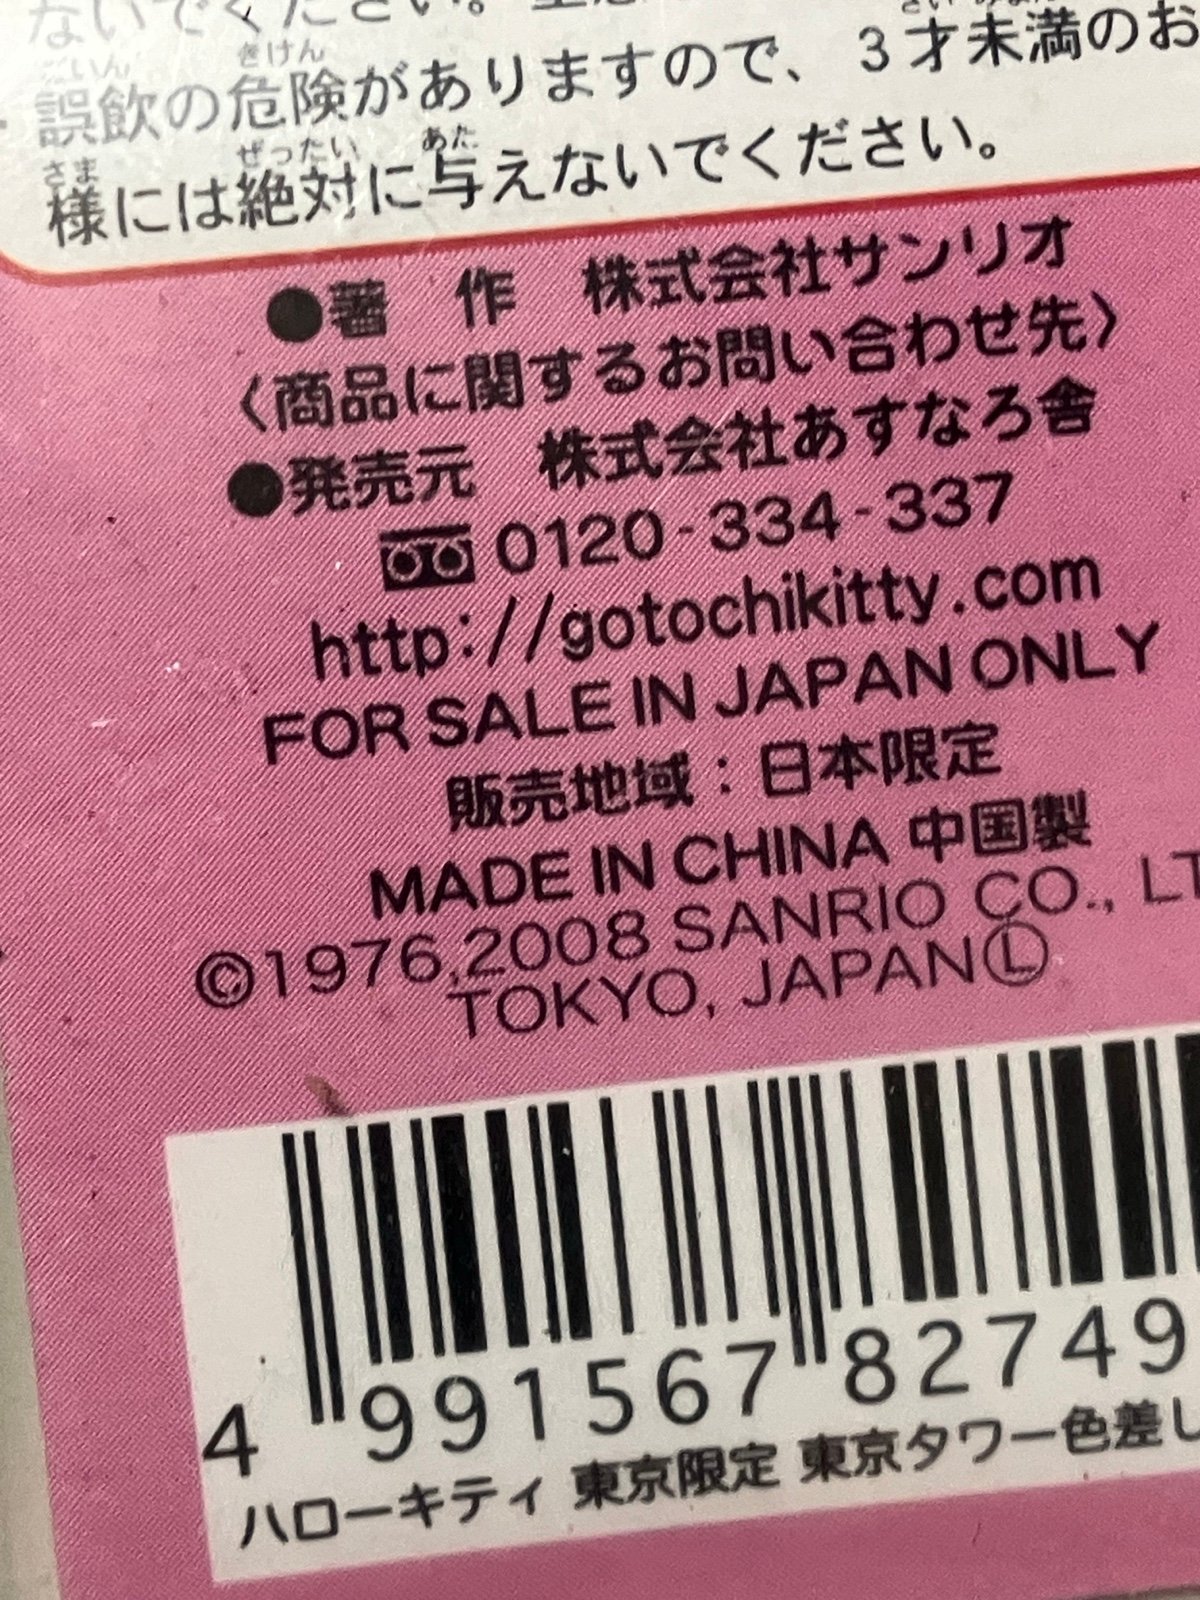 ないでください。
誤飲の危険がありますので、3才未満のお
様には絶対に与えないでください。
●著 作 株式会社サンリオ
〈商品に関するお問い合わせ先〉
●発売元 株式会社あすなろ舎
0120-334-337
http://gotochikitty.com
FOR SALE IN JAPAN ONLY
販売地域：日本限定
MADE IN CHINA 中国製
©1976,2008 SANRIO CO., LT
TOKYO, JAPAN Ⓛ
4 991567 82749
ハローキティ 東京限定 東京タワー色差し